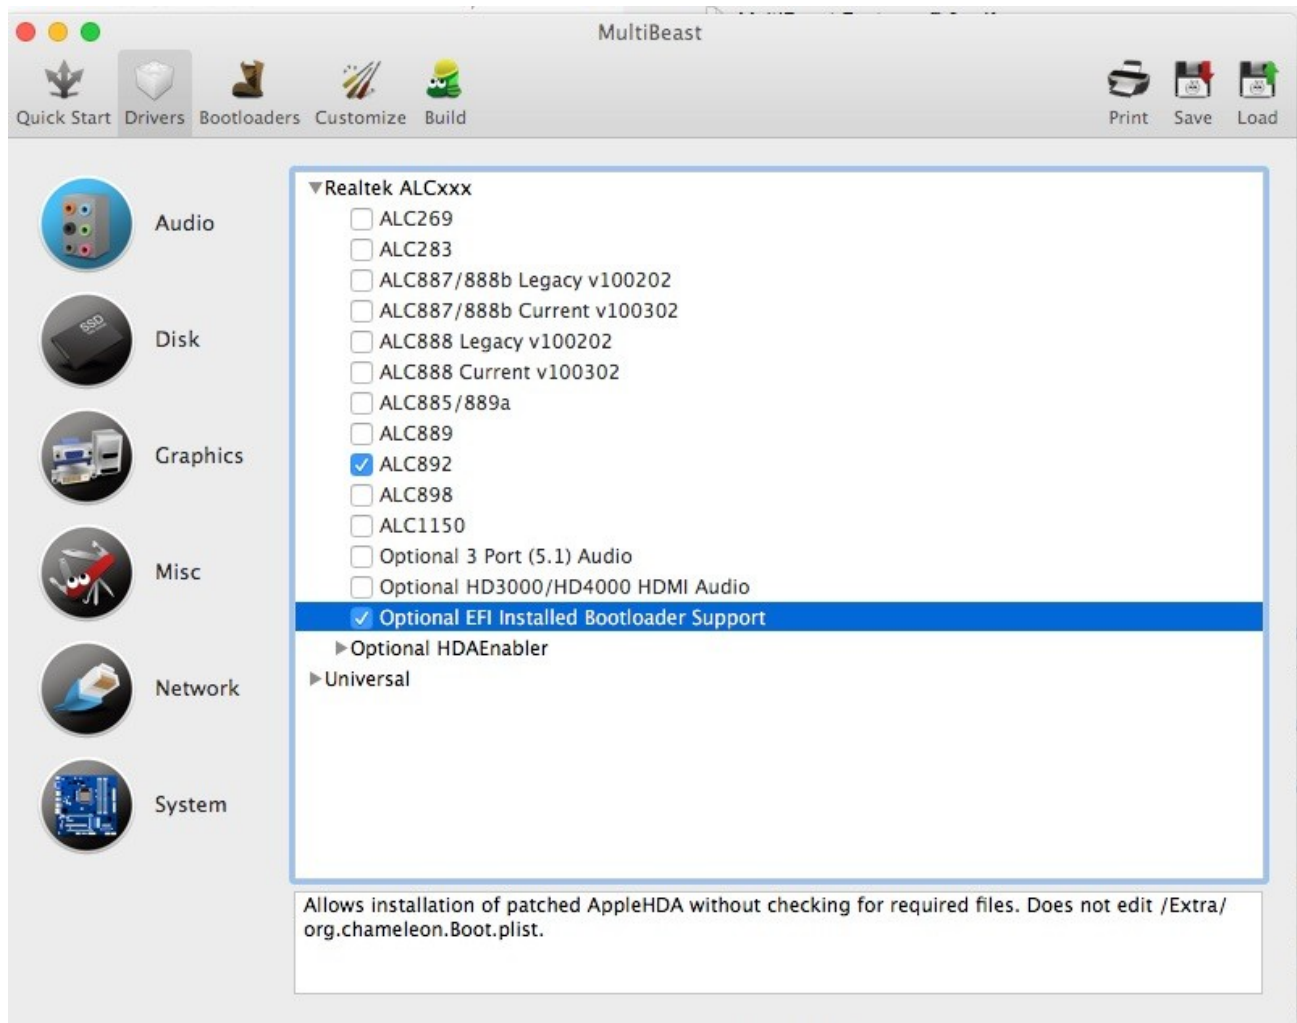 MultiBeast
Quick Start Drivers Bootloaders Customize Build Print Save Load
Audio
Disk
SSD
Graphics
Misc
Network
System
Realtek ALCxxx
ALC269
ALC283
ALC887/888b Legacy v100202
ALC887/888b Current v100302
ALC888 Legacy v100202
ALC888 Current v100302
ALC885/889a
ALC889
ALC892
ALC898
ALC1150
Optional 3 Port (5.1) Audio
Optional HD3000/HD4000 HDMI Audio
Optional EFI Installed Bootloader Support
Optional HDAEnabler
Universal
Allows installation of patched AppleHDA without checking for required files. Does not edit /Extra/
org.chameleon.Boot.plist.